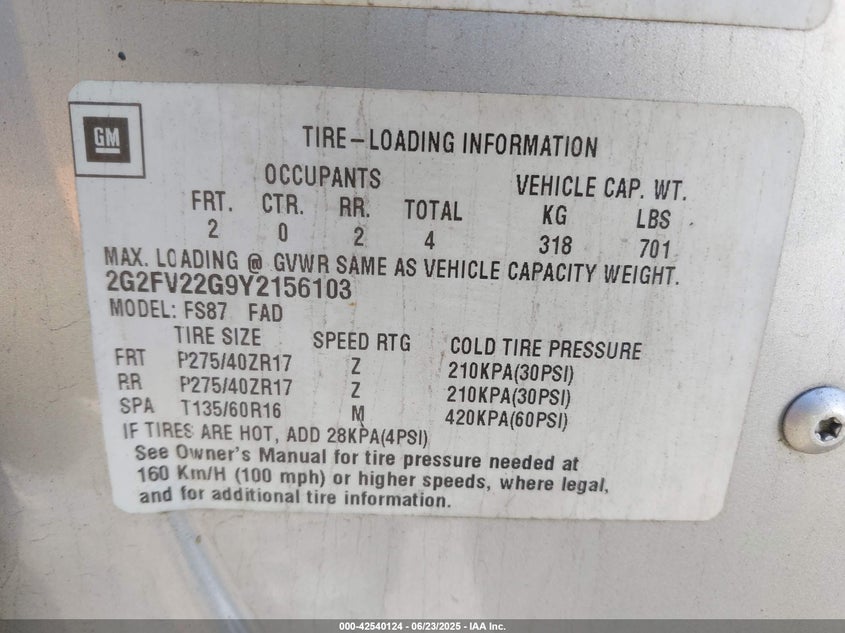 GM
TIRE-LOADING INFORMATION
OCCUPANTS VEHICLE CAP. WT.
FRT. CTR. RR. TOTAL KG LBS
2 0 2 4 318 701
MAX. LOADING @ GVWR SAME AS VEHICLE CAPACITY WEIGHT.
2G2FV22G9Y2156103
MODEL: FS87 FAD
TIRE SIZE SPEED RTG COLD TIRE PRESSURE
FRT P275/40ZR17 Z 210KPA(30PSI)
RR P275/40ZR17 Z 210KPA(30PSI)
SPA T135/60R16 M 420KPA(60PSI)
IF TIRES ARE HOT, ADD 28KPA(4PSI)
See Owner's Manual for tire pressure needed at
160 Km/H (100 mph) or higher speeds, where legal,
and for additional tire information.
000-42540124 - 06/23/2025 - IAA Inc.